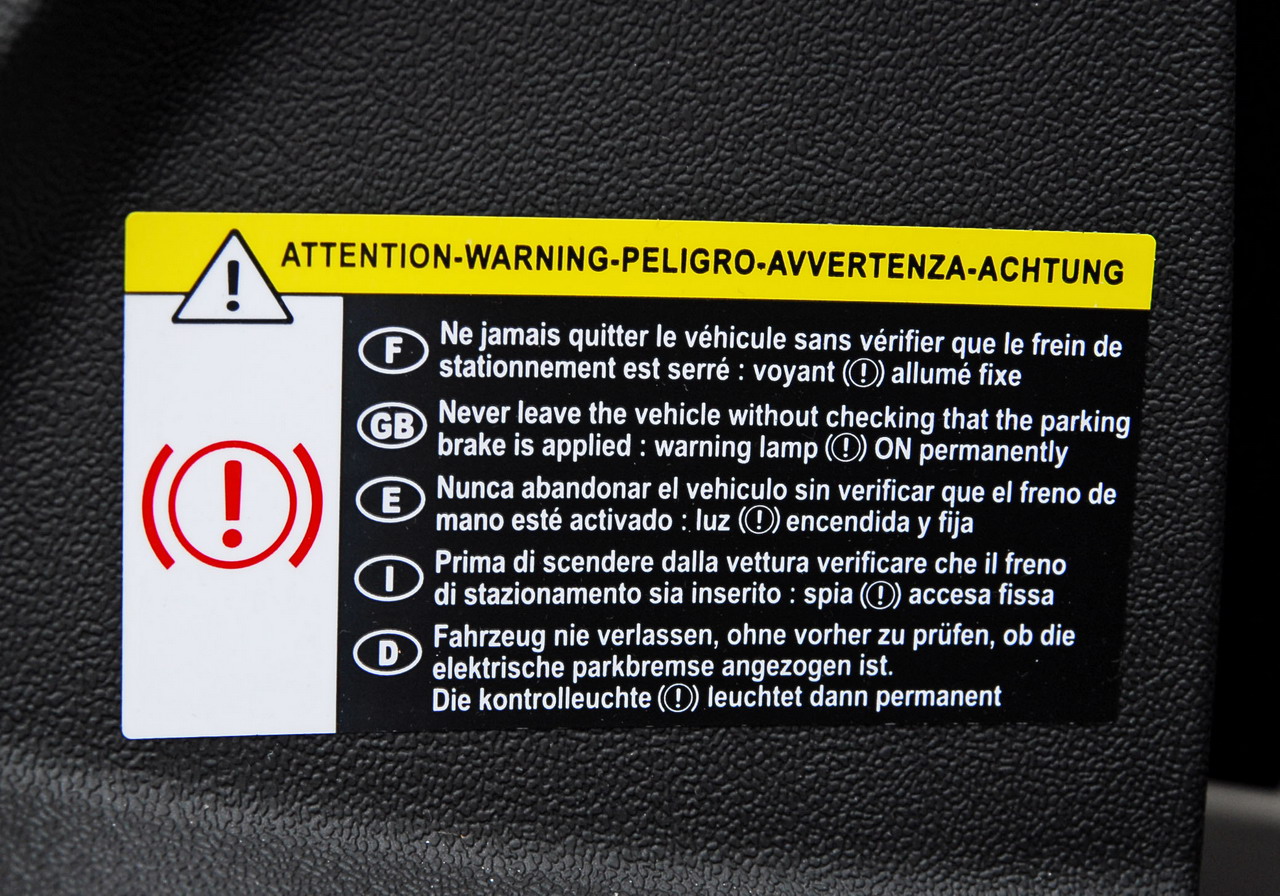 ATTENTION-WARNING-PELIGRO-AVVERTENZA-ACHTUNG
F
Ne jamais quitter le véhicule sans vérifier que le frein de
stationnement est serré : voyant (!) allumé fixe
GB
Never leave the vehicle without checking that the parking
brake is applied : warning lamp (!) ON permanently
E
Nunca abandonar el vehiculo sin verificar que el freno de
mano esté activado : luz (!) encendida y fija
I
Prima di scendere dalla vettura verificare che il freno
di stazionamento sia inserito : spia (!) accesa fissa
D
Fahrzeug nie verlassen, ohne vorher zu prüfen, ob die
elektrische parkbremse angezogen ist.
Die kontrolleuchte (!) leuchtet dann permanent